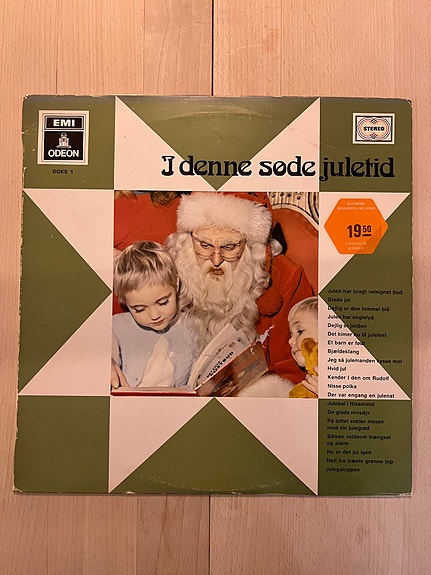 EMI
ODEON
DOKS 1
STEREO
I denne søde juletid
19 50
Julen har bragt velsignet bud
Glade jul
Dejlig er den himmel blå
Julen har englelyd
Dejlig er jorden
Det kimer nu til julefest
Et barn er født
Bjældeklang
Jeg så julemanden kysse mor
Hvid jul
Kender I den om Rudolf
Nisse polka
Der var engang en julenat
Julebal i Nisseland
De glade rensdyr
På loftet sidder nissen
med sin julegrød
Sikken voldsom trængsel
og alarm
Nu er det jul igen
Højt fra træets grønne top
Julegaloppen